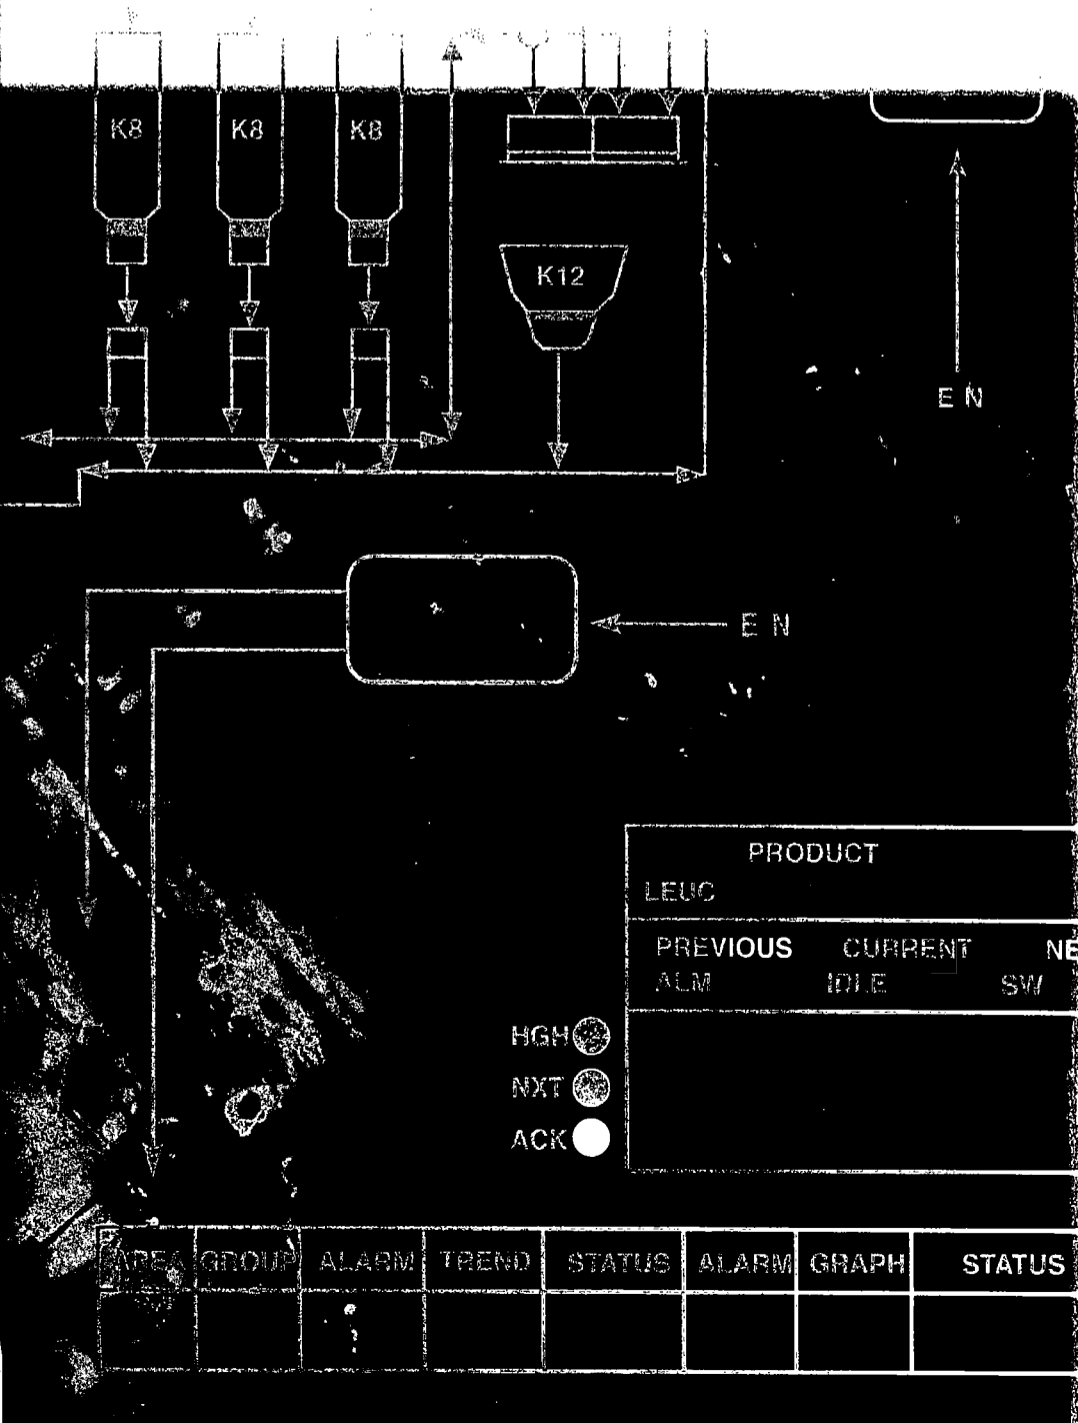 K8 K8 K8
K12
E N
E N
PRODUCT
LEUC
PREVIOUS CURRENT NE
ALM IDLE SW
HGH
NXT
ACK
AREA GROUP ALARM TREND STATUS ALARM GRAPH STATUS